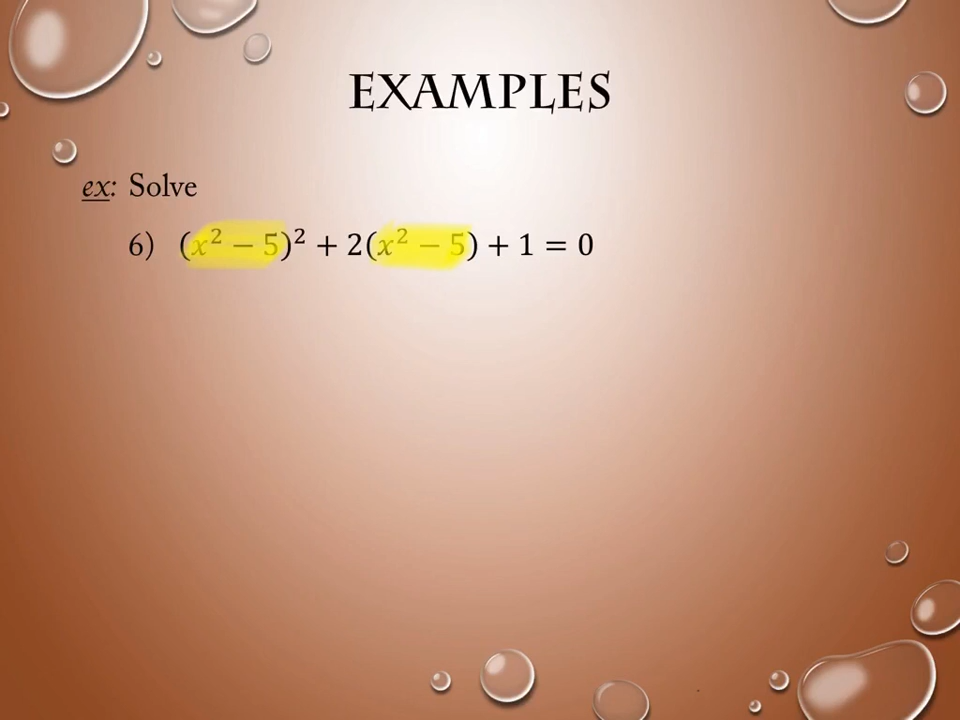 EXAMPLES
ex: Solve
6) (x² − 5)² + 2(x² − 5) + 1 = 0